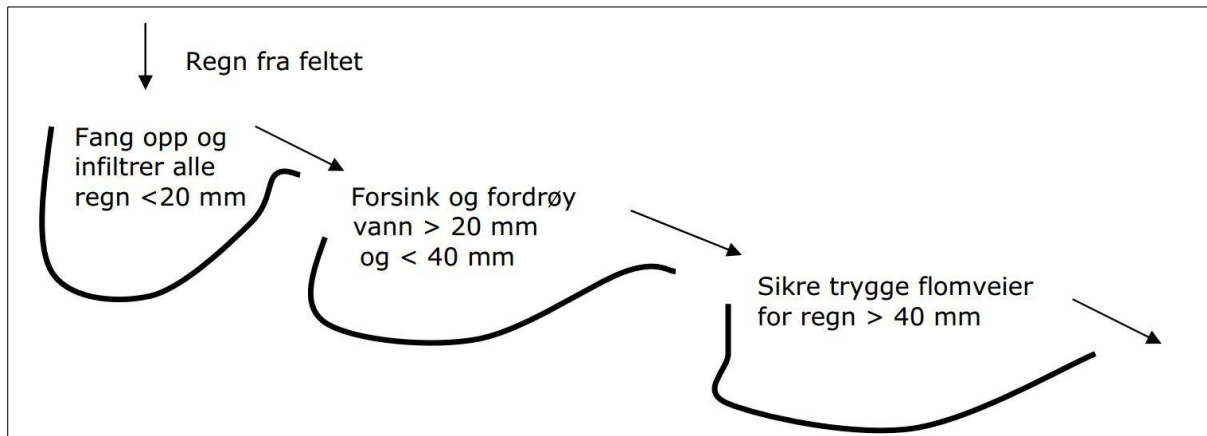 Regn fra feltet
Fang opp og
infiltrer alle
regn <20 mm
Forsink og fordrøy
vann > 20 mm
og < 40 mm
Sikre trygge flomveier
for regn > 40 mm